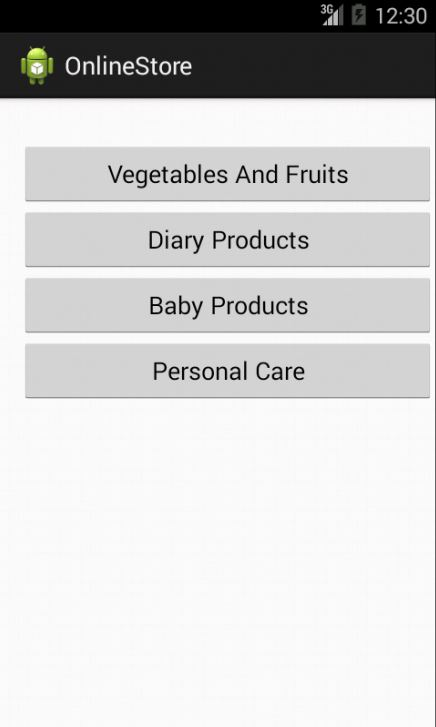 3G 12:30
OnlineStore
Vegetables And Fruits
Diary Products
Baby Products
Personal Care